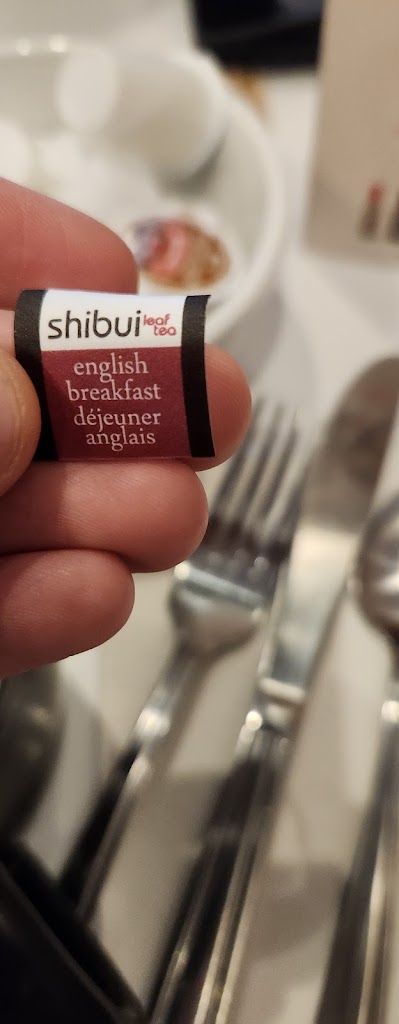 shibui leaf tea
english
breakfast
déjeuner
anglais